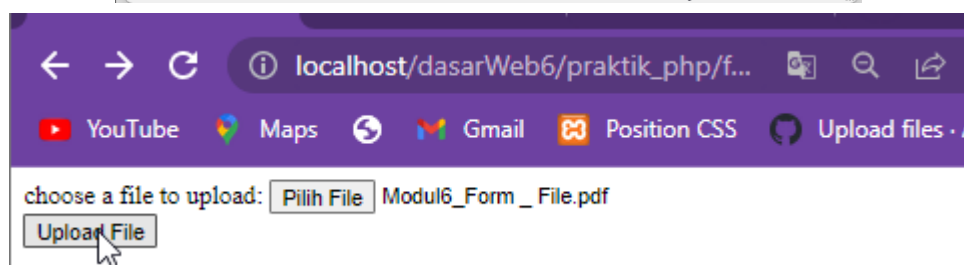 localhost/dasarWeb6/praktik_php/f...
YouTube Maps Gmail Position CSS Upload files ·
choose a file to upload: Pilih File Modul6_Form _ File.pdf
Upload File